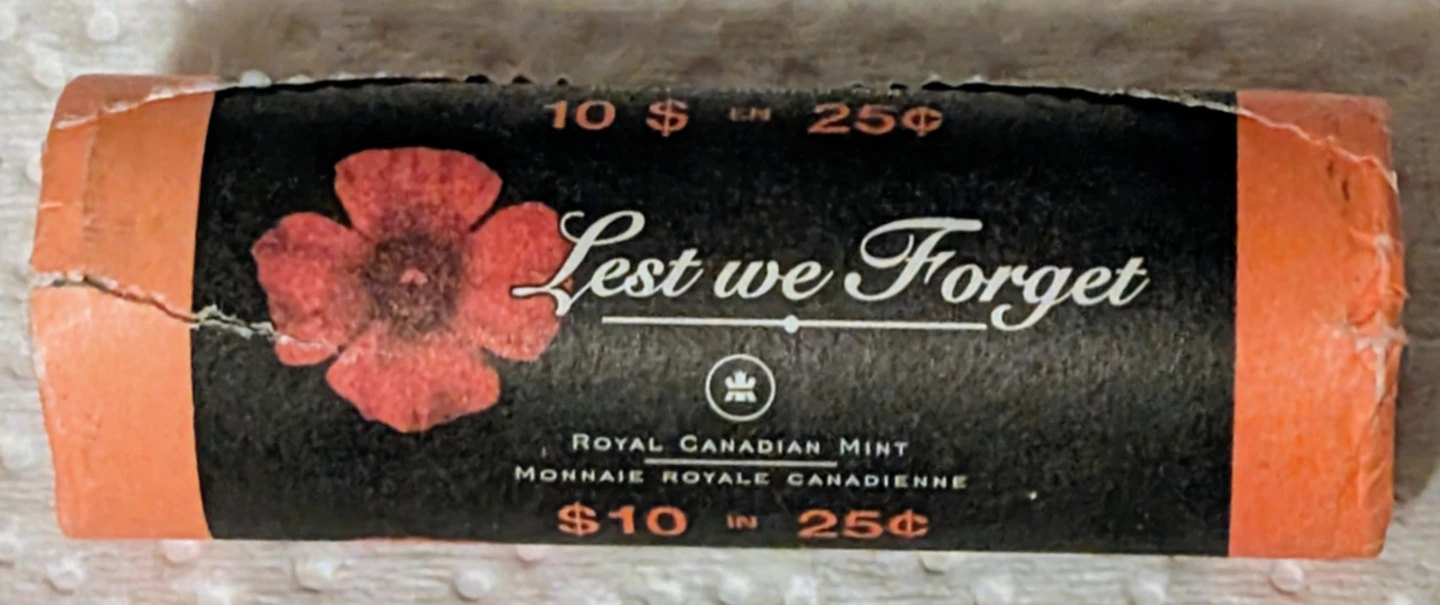 10 $ EN 25¢
Lest we Forget
ROYAL CANADIAN MINT
MONNAIE ROYALE CANADIENNE
$10 IN 25¢